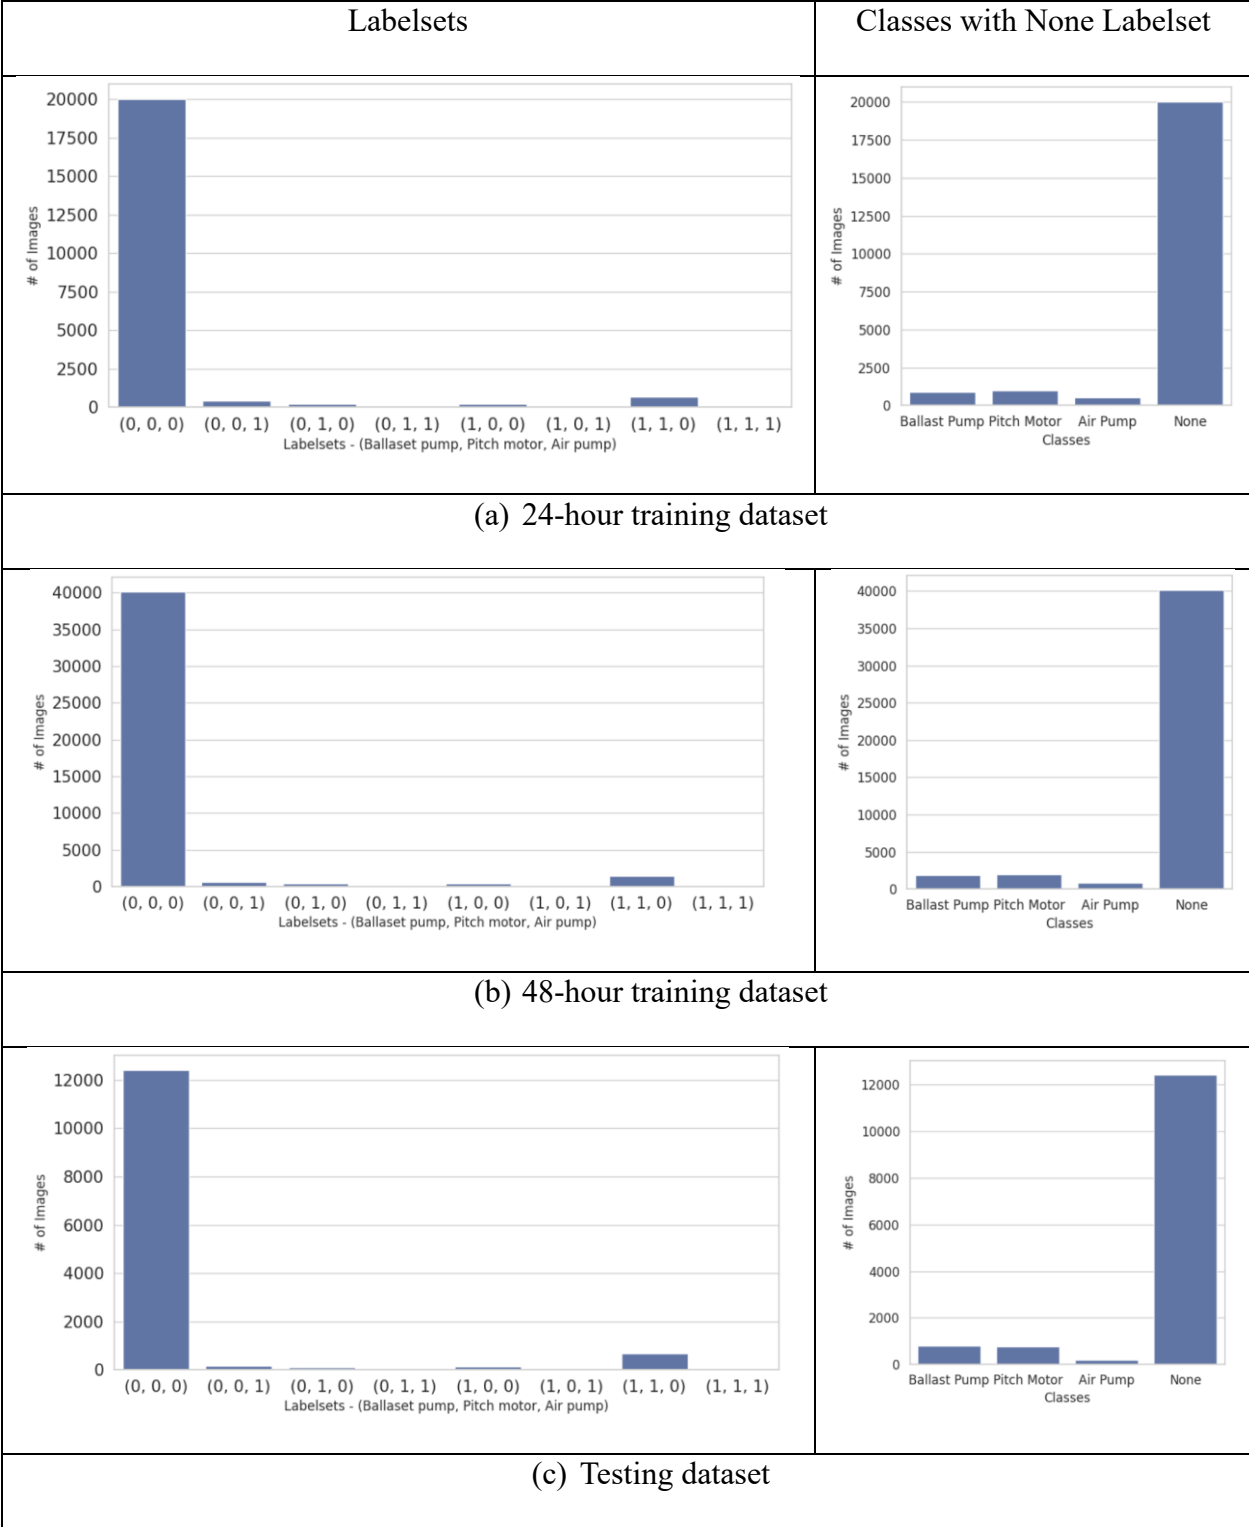 Labelsets
Classes with None Labelset
20000
17500
15000
12500
10000
7500
5000
2500
0
# of Images
(0, 0, 0) (0, 0, 1) (0, 1, 0) (0, 1, 1) (1, 0, 0) (1, 0, 1) (1, 1, 0) (1, 1, 1)
Labelsets - (Ballaset pump, Pitch motor, Air pump)
20000
17500
15000
12500
10000
7500
5000
2500
0
# of Images
Ballast Pump Pitch Motor Air Pump None
Classes
(a) 24-hour training dataset
40000
35000
30000
25000
20000
15000
10000
5000
0
# of Images
(0, 0, 0) (0, 0, 1) (0, 1, 0) (0, 1, 1) (1, 0, 0) (1, 0, 1) (1, 1, 0) (1, 1, 1)
Labelsets - (Ballaset pump, Pitch motor, Air pump)
40000
35000
30000
25000
20000
15000
10000
5000
0
# of Images
Ballast Pump Pitch Motor Air Pump None
Classes
(b) 48-hour training dataset
12000
10000
8000
6000
4000
2000
0
# of Images
(0, 0, 0) (0, 0, 1) (0, 1, 0) (0, 1, 1) (1, 0, 0) (1, 0, 1) (1, 1, 0) (1, 1, 1)
Labelsets - (Ballaset pump, Pitch motor, Air pump)
12000
10000
8000
6000
4000
2000
0
# of Images
Ballast Pump Pitch Motor Air Pump None
Classes
(c) Testing dataset